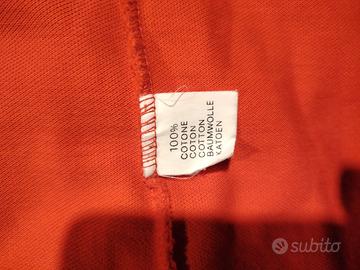 100%
COTONE
COTON
COTTON
BAUMWOLLE
KATOEN
subito